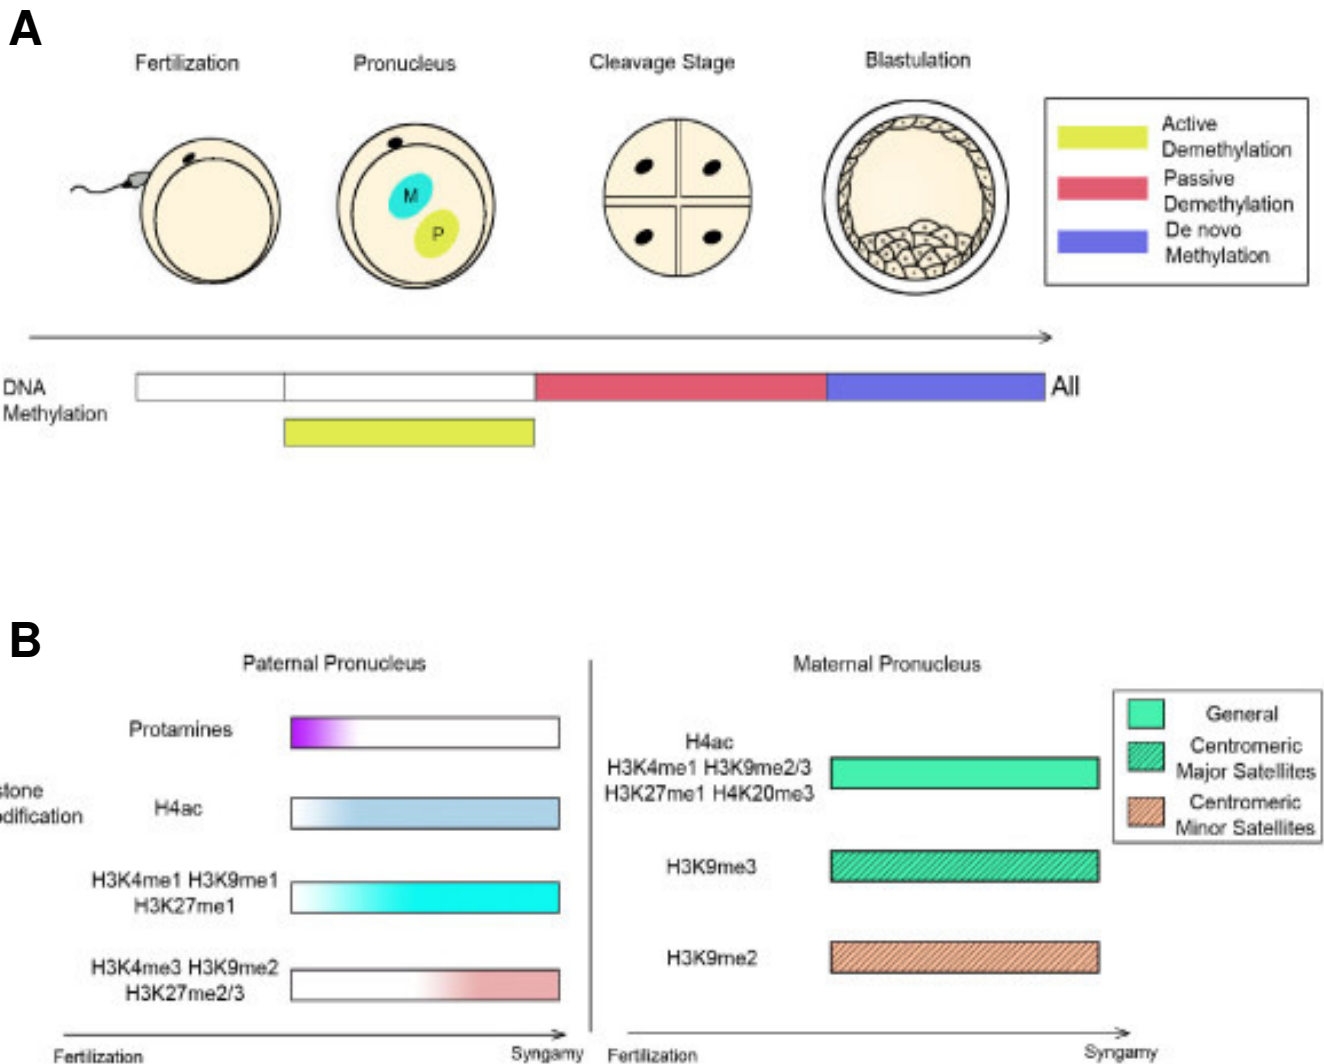 A
Fertilization
Pronucleus
Cleavage Stage
Blastulation
M
P
Active
Demethylation
Passive
Demethylation
De novo
Methylation
DNA
Methylation
All
B
Paternal Pronucleus
Maternal Pronucleus
Protamines
stone
dification
H4ac
H3K4me1 H3K9me1
H3K27me1
H3K4me3 H3K9me2
H3K27me2/3
Fertilization
Syngamy
H4ac
H3K4me1 H3K9me2/3
H3K27me1 H4K20me3
H3K9me3
H3K9me2
Fertilization
Syngamy
General
Centromeric
Major Satellites
Centromeric
Minor Satellites